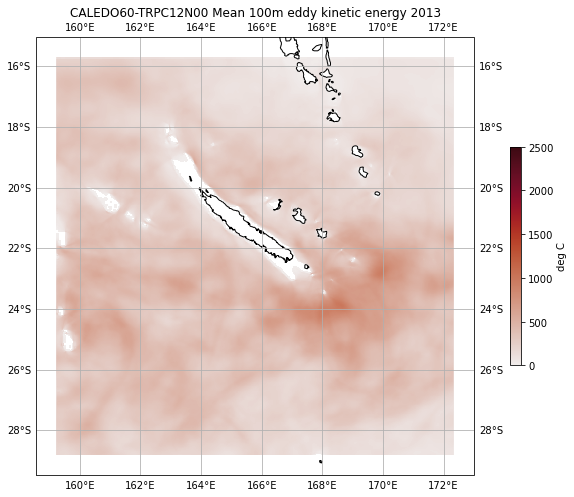 CALEDO60-TRPC12N00 Mean 100m eddy kinetic energy 2013
160°E 162°E 164°E 166°E 168°E 170°E 172°E
16°S 16°S
18°S 18°S
20°S 20°S
22°S 22°S
24°S 24°S
26°S 26°S
28°S 28°S
160°E 162°E 164°E 166°E 168°E 170°E 172°E
2500
2000
1500
1000
500
0
deg C